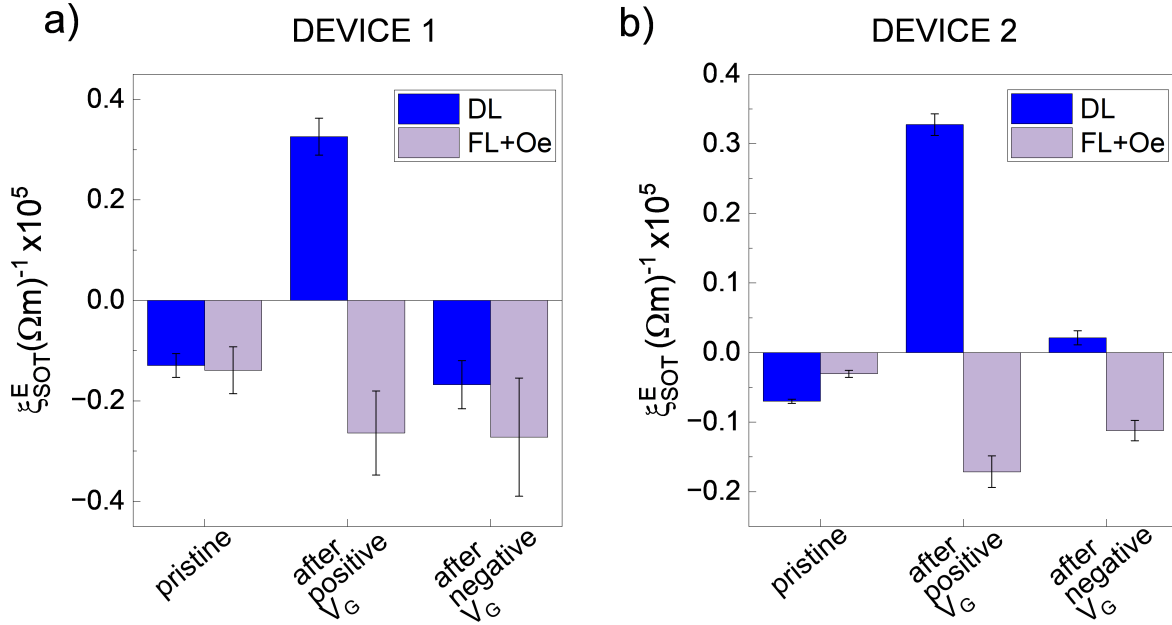 a)
DEVICE 1
DL
FL+Oe
0.4
0.2
0.0
−0.2
−0.4
ξ^E_SOT (Ωm)^-1 x10^5
pristine
after
positive
V_G
after
negative
V_G
b)
DEVICE 2
DL
FL+Oe
0.4
0.3
0.2
0.1
0.0
−0.1
−0.2
ξ^E_SOT (Ωm)^-1 x10^5
pristine
after
positive
V_G
after
negative
V_G